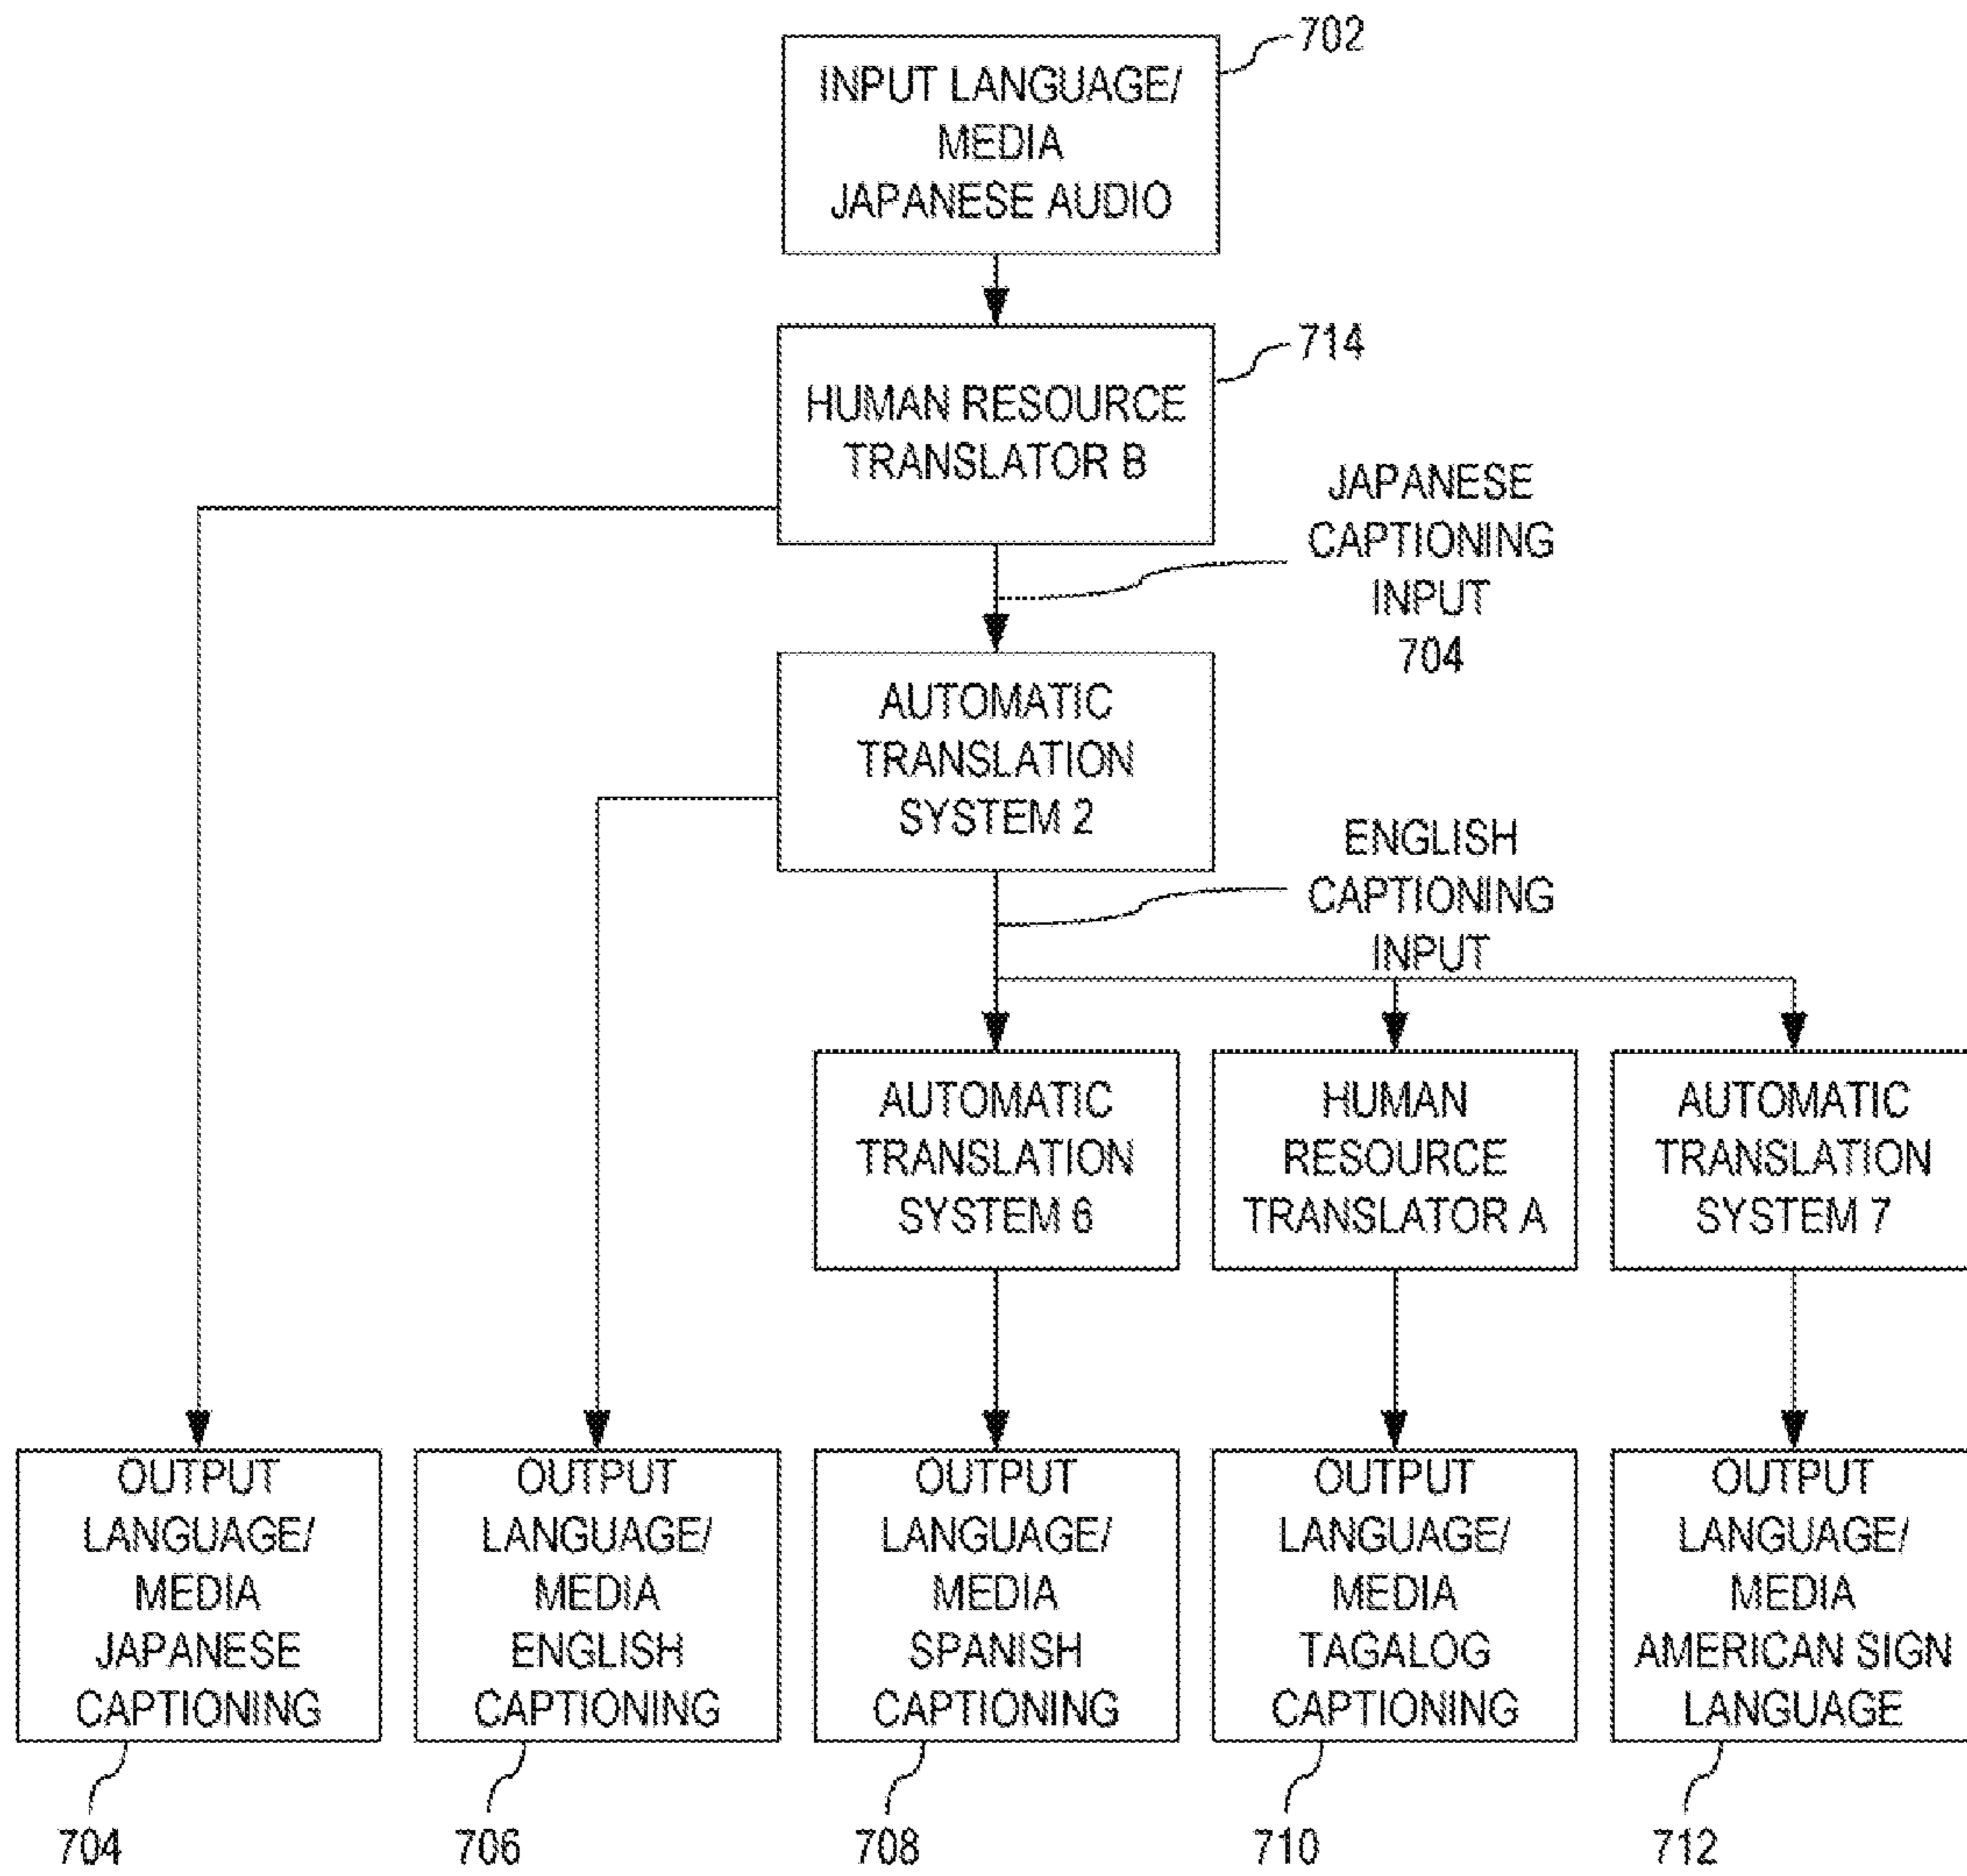 702
INPUT LANGUAGE/
MEDIA
JAPANESE AUDIO
714
HUMAN RESOURCE
TRANSLATOR B
JAPANESE
CAPTIONING
INPUT
704
AUTOMATIC
TRANSLATION
SYSTEM 2
ENGLISH
CAPTIONING
INPUT
AUTOMATIC
TRANSLATION
SYSTEM 6
HUMAN
RESOURCE
TRANSLATOR A
AUTOMATIC
TRANSLATION
SYSTEM 7
OUTPUT
LANGUAGE/
MEDIA
JAPANESE
CAPTIONING
OUTPUT
LANGUAGE/
MEDIA
ENGLISH
CAPTIONING
OUTPUT
LANGUAGE/
MEDIA
SPANISH
CAPTIONING
OUTPUT
LANGUAGE/
MEDIA
TAGALOG
CAPTIONING
OUTPUT
LANGUAGE/
MEDIA
AMERICAN SIGN
LANGUAGE
704
706
708
710
712